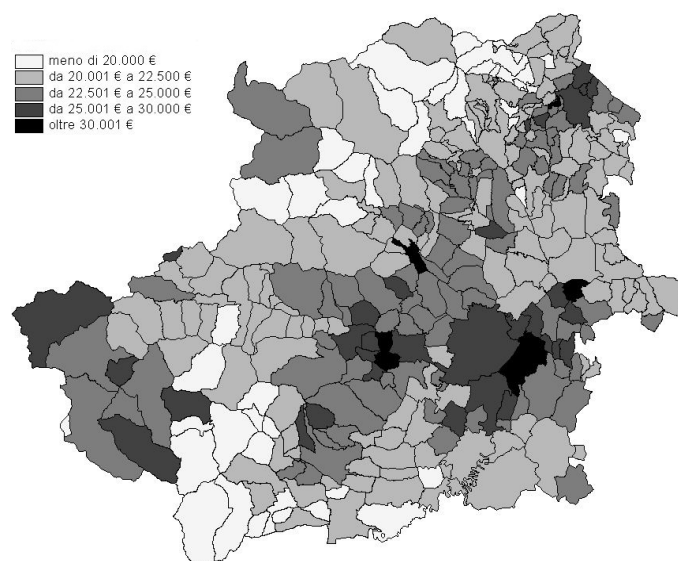 meno di 20.000 €
da 20.001 € a 22.500 €
da 22.501 € a 25.000 €
da 25.001 € a 30.000 €
oltre 30.001 €